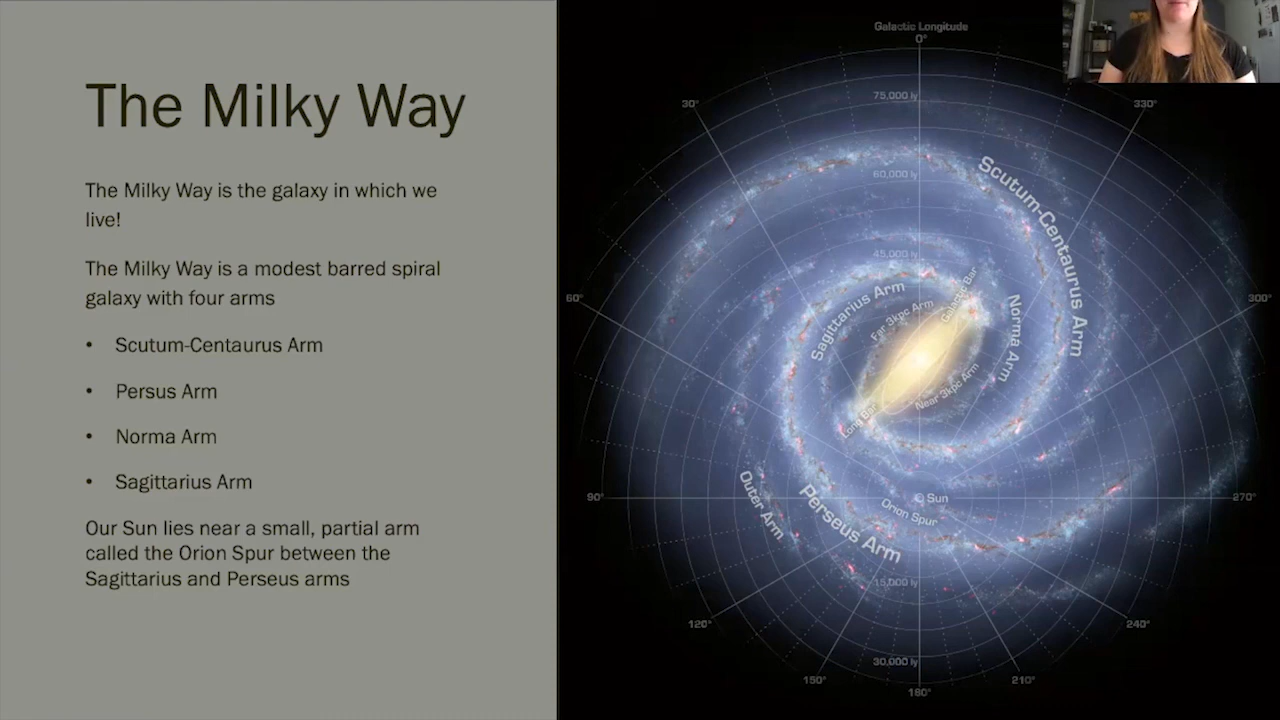 The Milky Way
The Milky Way is the galaxy in which we
live!
The Milky Way is a modest barred spiral
galaxy with four arms
• Scutum-Centaurus Arm
• Persus Arm
• Norma Arm
• Sagittarius Arm
Our Sun lies near a small, partial arm
called the Orion Spur between the
Sagittarius and Perseus arms
Galactic Longitude
0°
30°
330°
75,000 ly
60,000 ly
Scutum-Centaurus Arm
45,000 ly
Sagittarius Arm
Far 3kpc Arm
Galactic Bar
Norma Arm
60°
300°
Near 3kpc Arm
Long Bar
90°
Sun
270°
Orion Spur
Outer Arm
Perseus Arm
15,000 ly
120°
240°
30,000 ly
150°
210°
180°